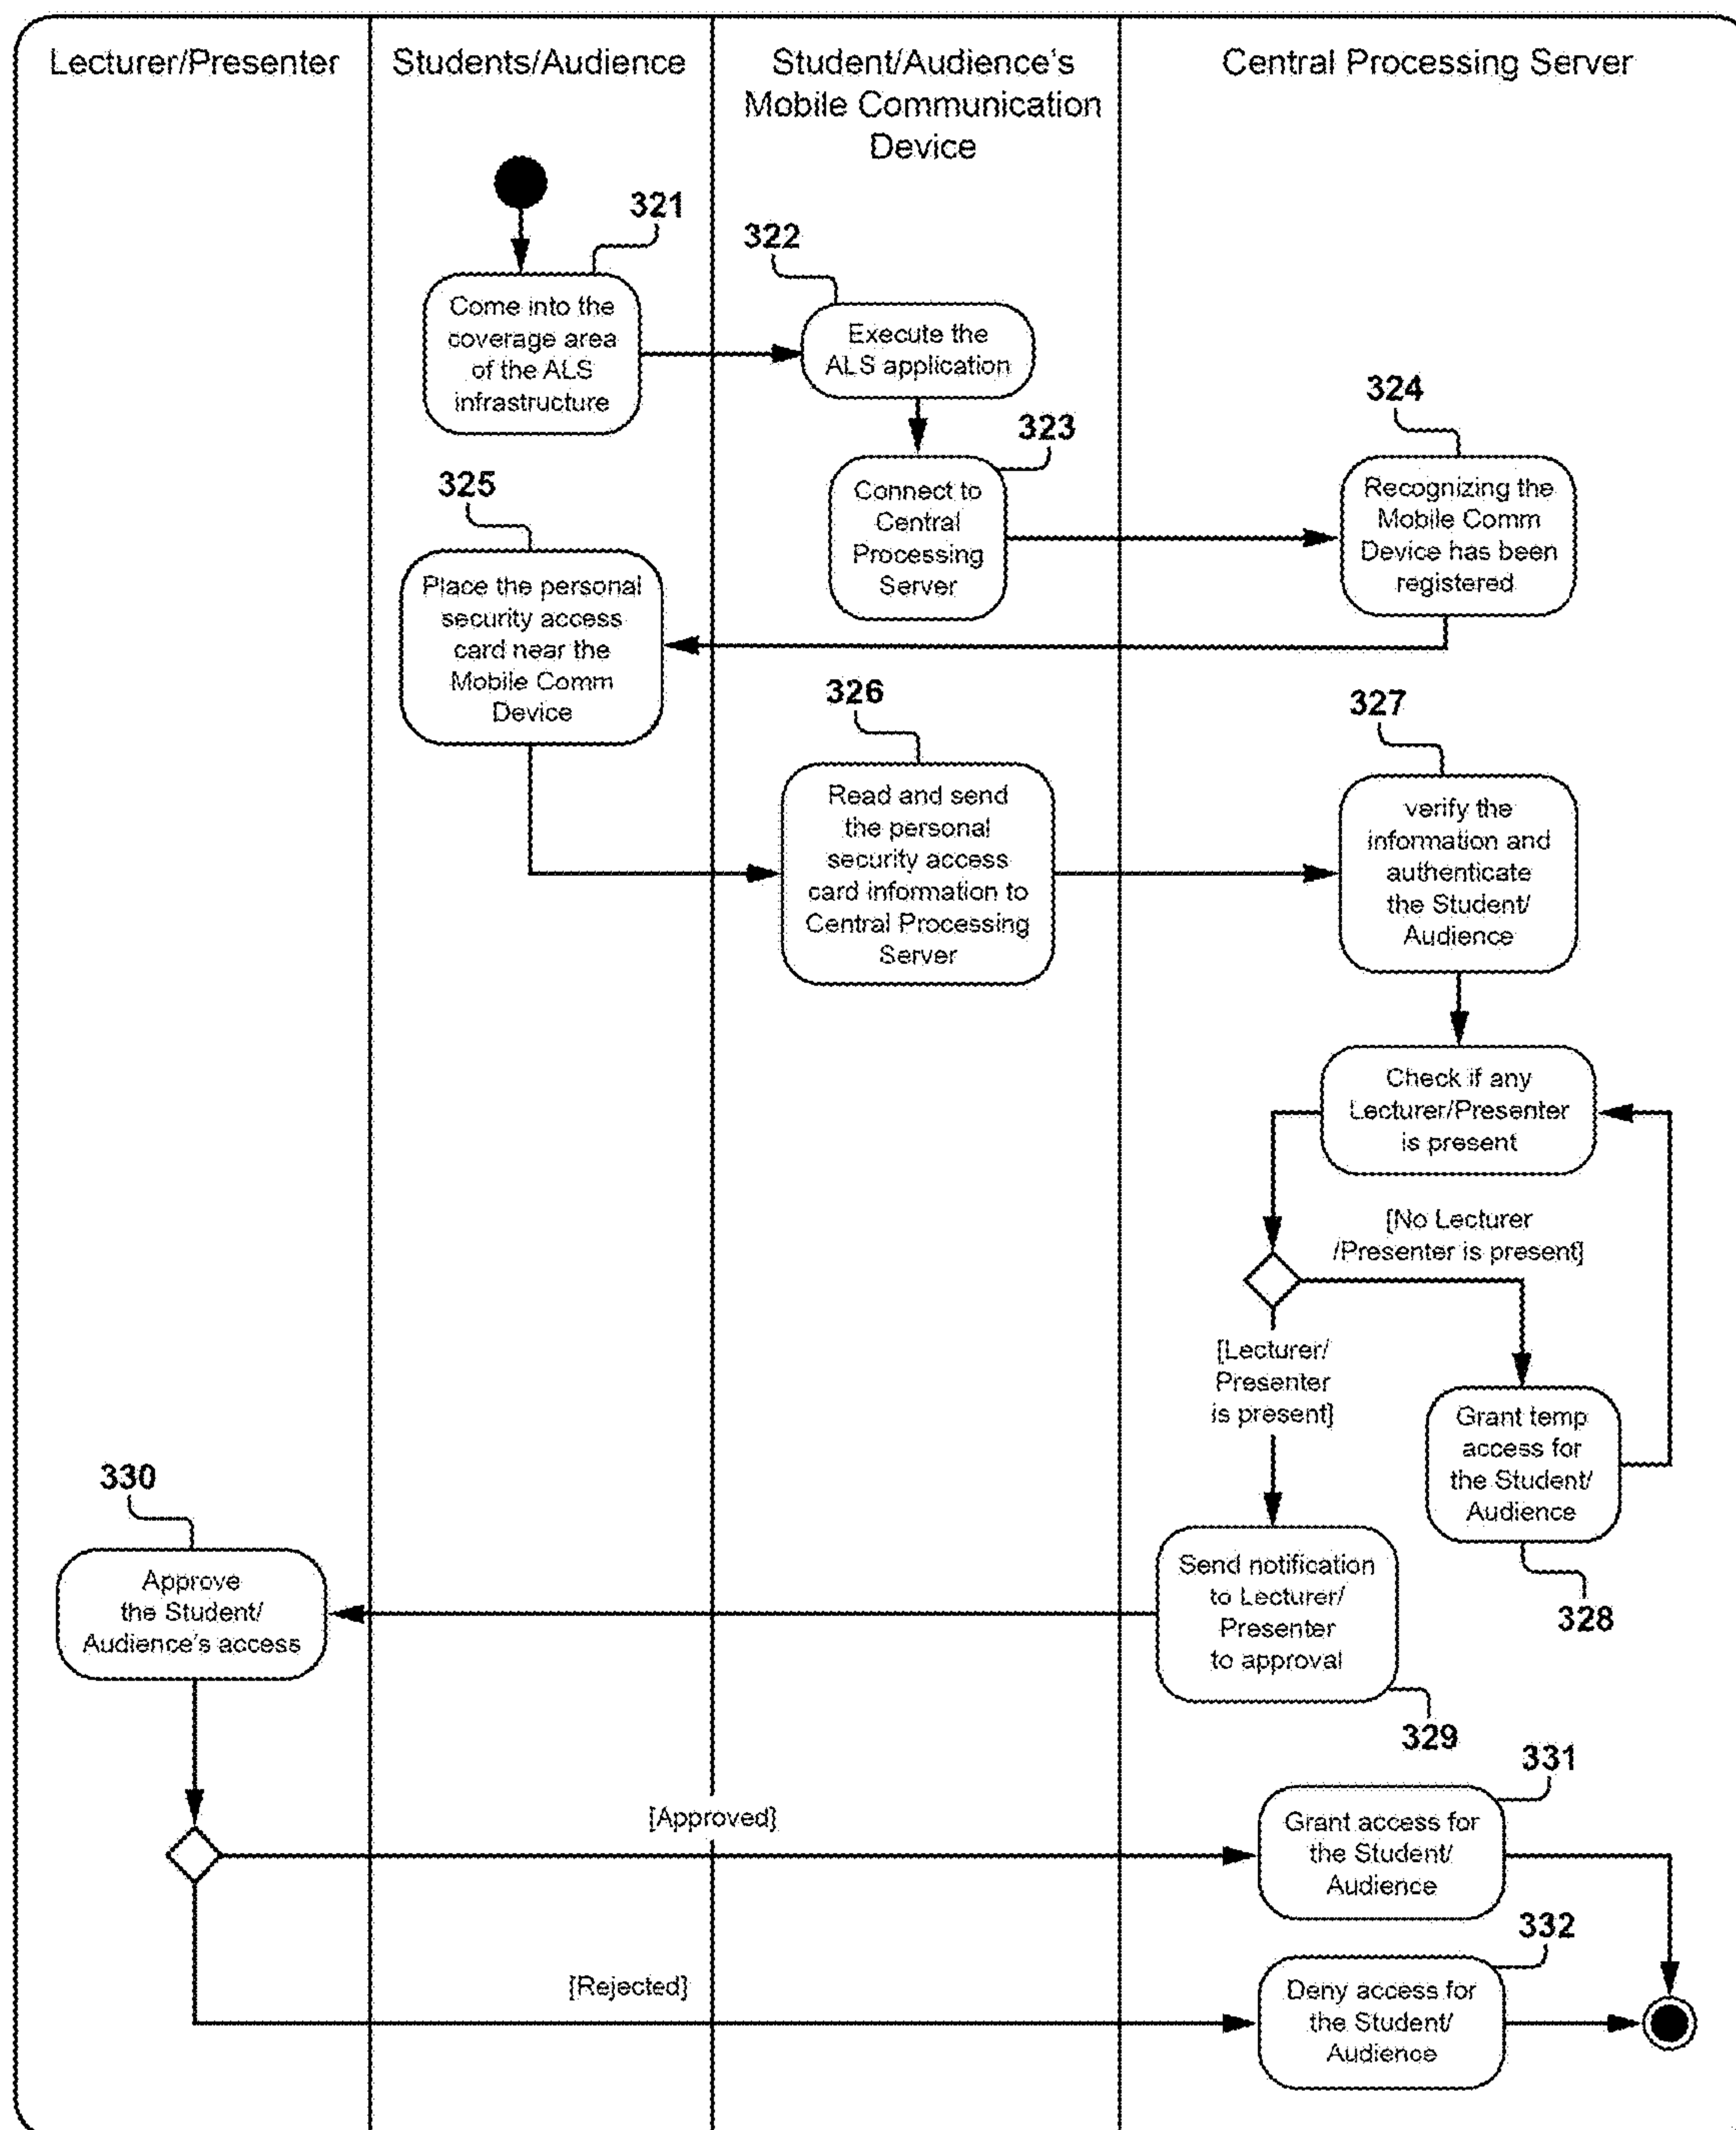 Lecturer/Presenter
Students/Audience
Student/Audience's
Mobile Communication
Device
Central Processing Server
321
Come into the
coverage area
of the ALS
infrastructure
322
Execute the
ALS application
323
Connect to
Central
Processing
Server
324
Recognizing the
Mobile Comm
Device has been
registered
325
Place the personal
security access
card near the
Mobile Comm
Device
326
Read and send
the personal
security access
card information to
Central Processing
Server
327
verify the
information and
authenticate
the Student/
Audience
Check if any
Lecturer/Presenter
is present
[No Lecturer
/Presenter is present]
[Lecturer/
Presenter
is present]
Grant temp
access for
the Student/
Audience
328
Send notification
to Lecturer/
Presenter
to approval
329
330
Approve
the Student/
Audience's access
[Approved]
331
Grant access for
the Student/
Audience
[Rejected]
332
Deny access for
the Student/
Audience